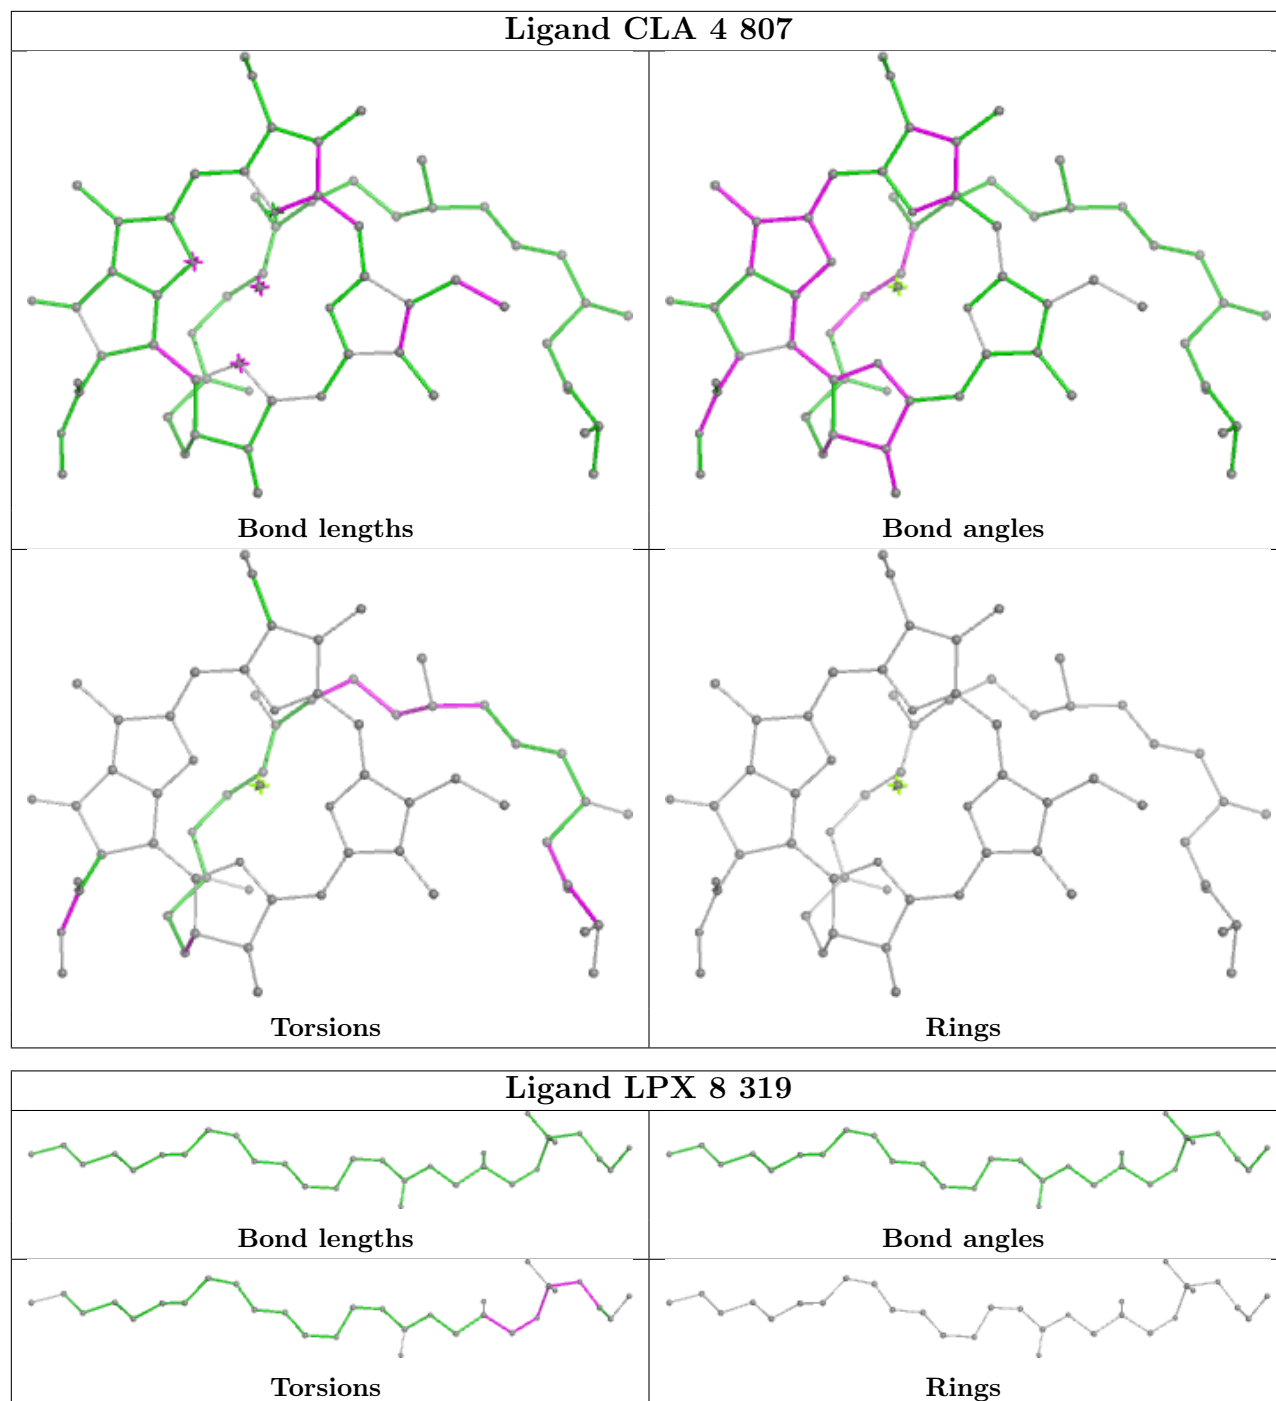 Ligand CLA 4 807
Bond lengths
Bond angles
Torsions
Rings
Ligand LPX 8 319
Bond lengths
Bond angles
Torsions
Rings